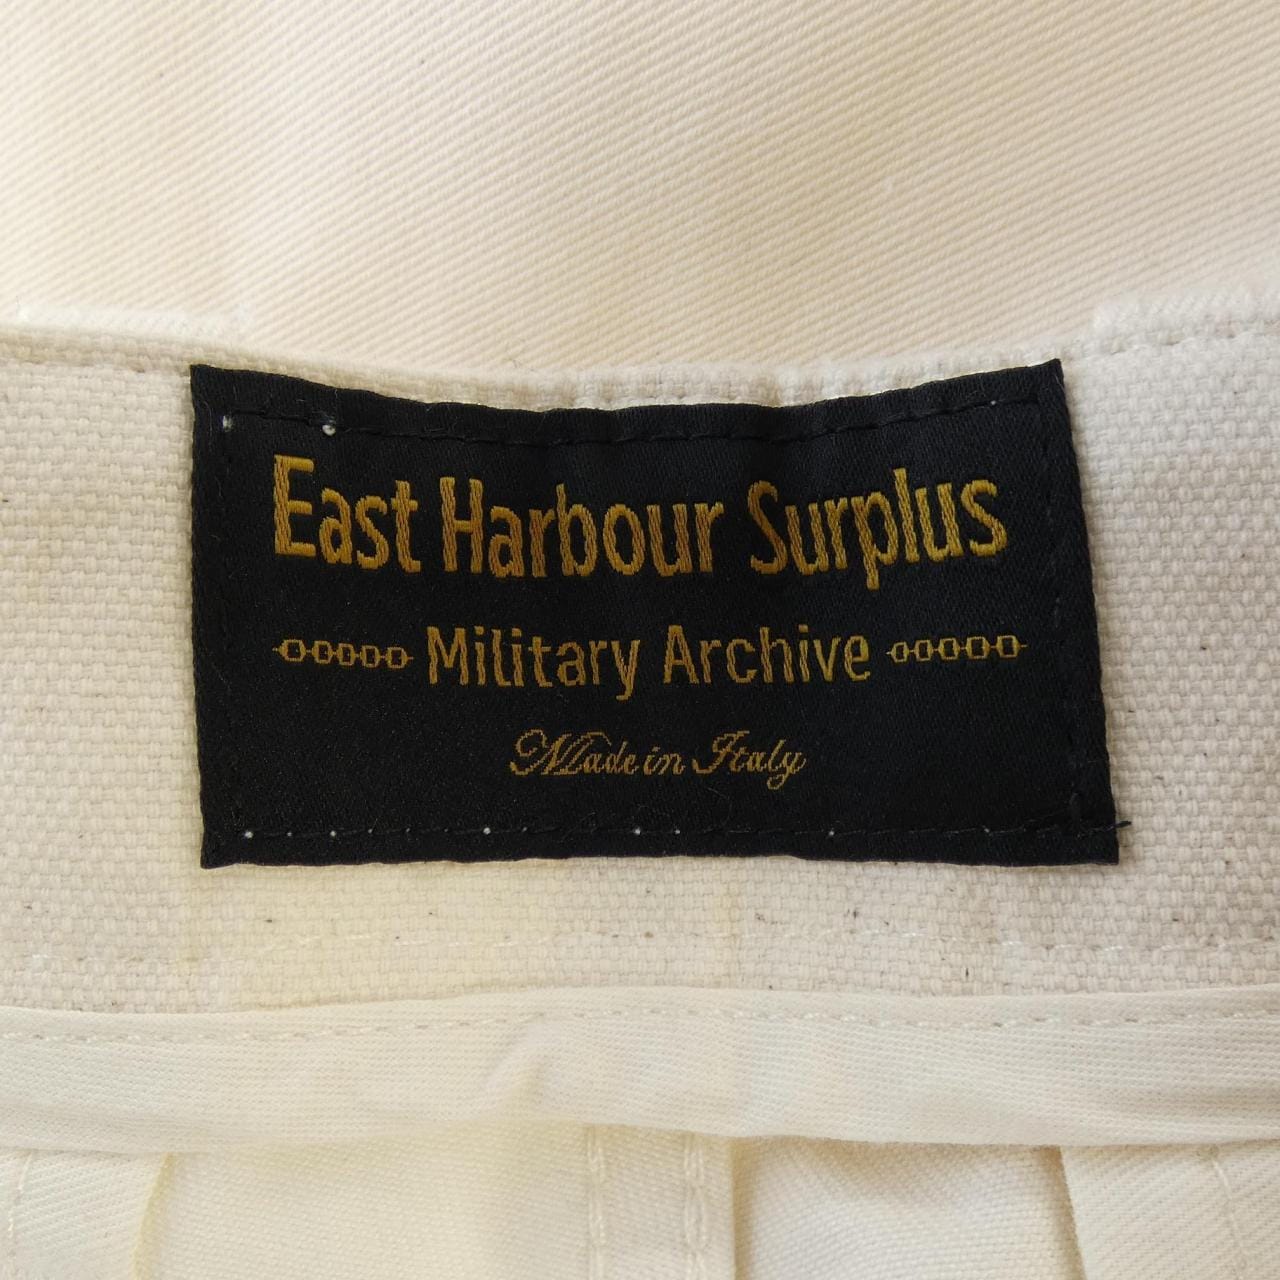 East Harbour Surplus
Military Archive
Made in Italy